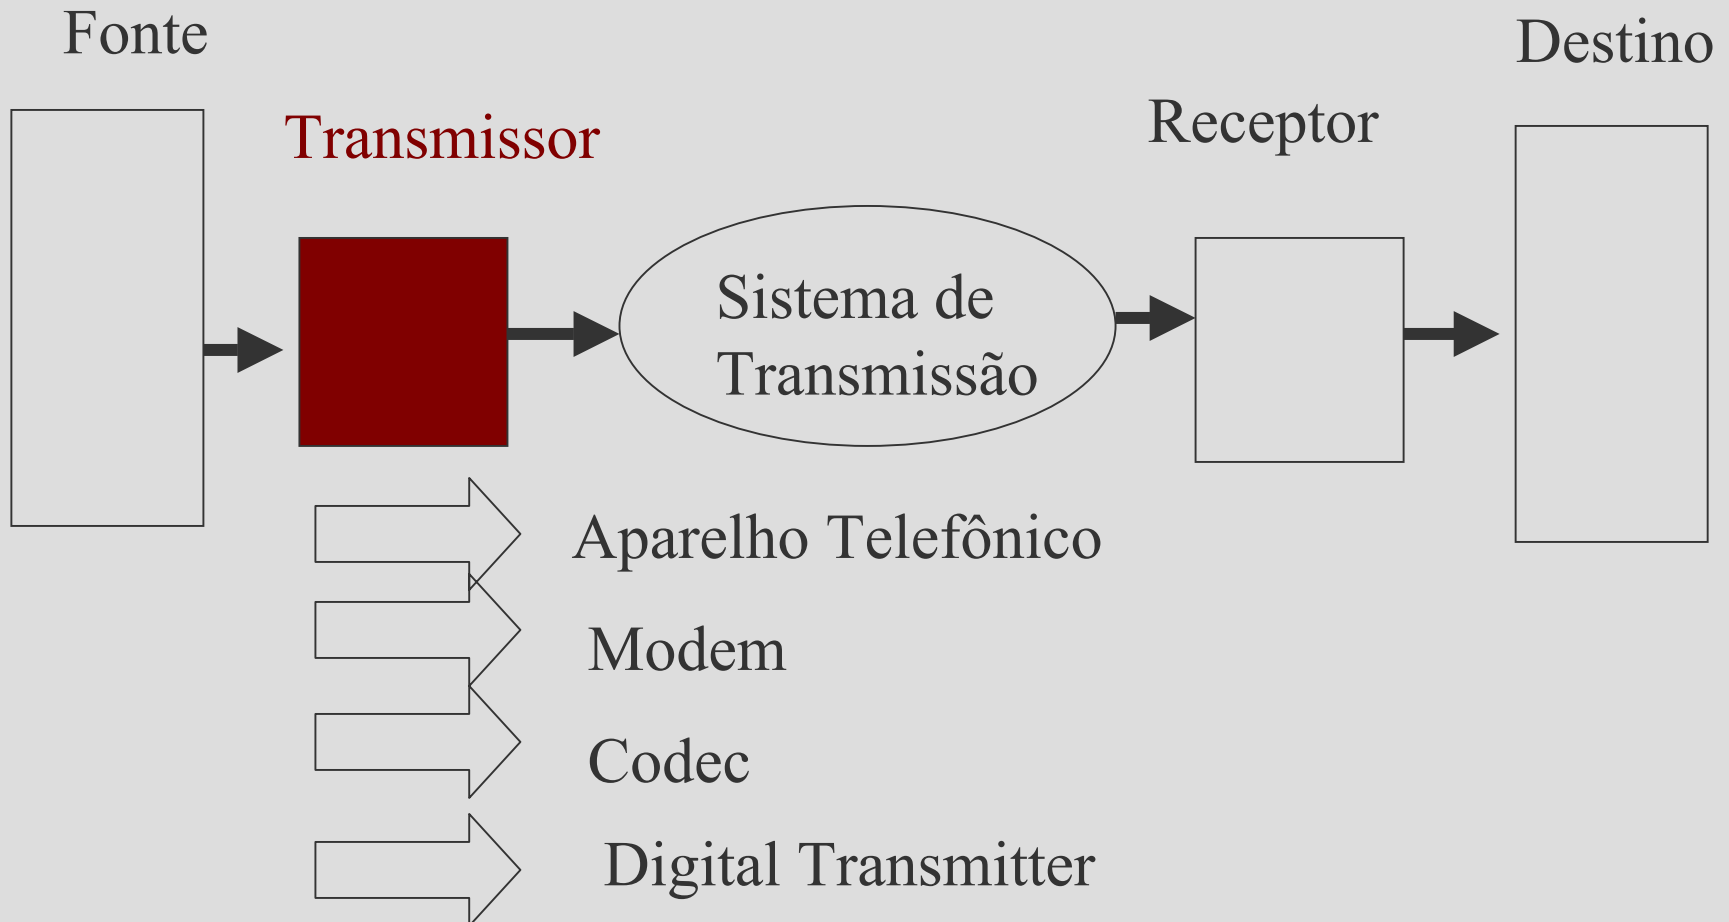 Fonte
Destino
Transmissor
Receptor
Sistema de
Transmissão
Aparelho Telefônico
Modem
Codec
Digital Transmitter